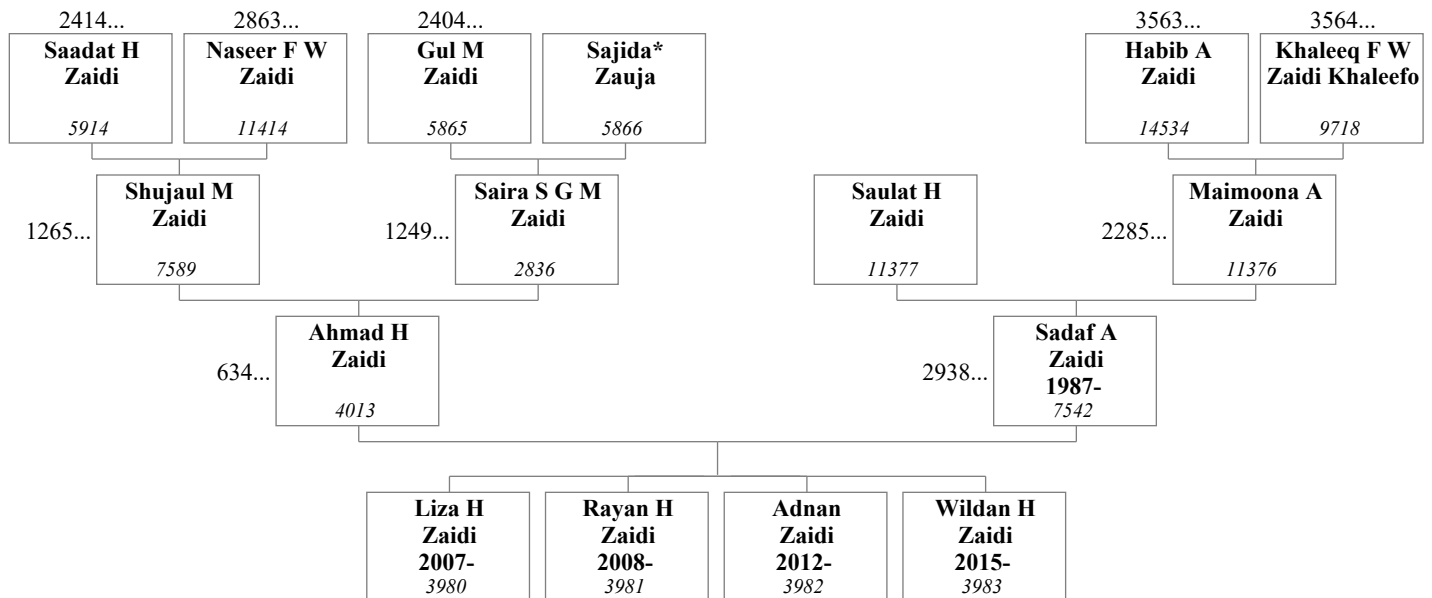 2414... 2863... 2404... 3563... 3564...
Saadat H Naseer F W Gul M Sajida* Habib A Khaleeq F W
Zaidi Zaidi Zaidi Zauja Zaidi Zaidi Khaleefo
5914 11414 5865 5866 14534 9718
Shujaul M Saira S G M Saulat H Maimoona A
Zaidi Zaidi Zaidi Zaidi
1265... 1249... 2285...
7589 2836 11377 11376
Ahmad H Sadaf A
Zaidi Zaidi
634... 2938...
1987-
4013 7542
Liza H Rayan H Adnan Wildan H
Zaidi Zaidi Zaidi Zaidi
2007- 2008- 2012- 2015-
3980 3981 3982 3983